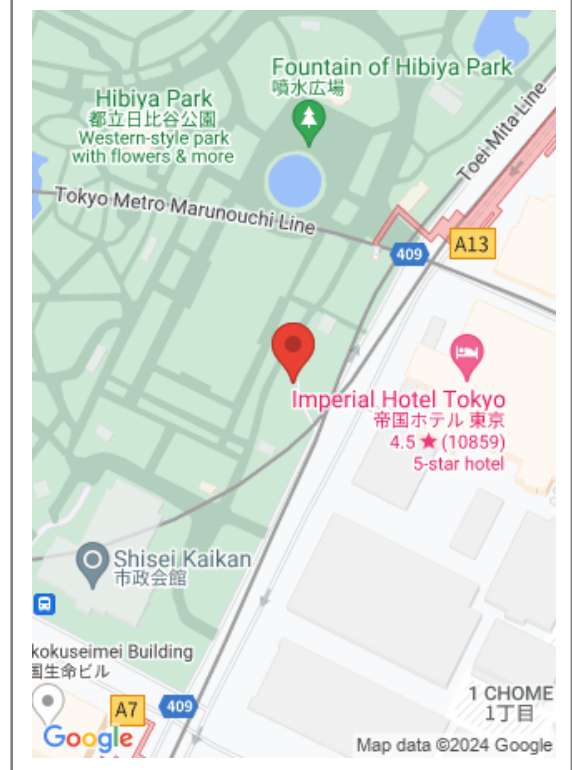 Fountain of Hibiya Park
噴水広場
Hibiya Park
都立日比谷公園
Western-style park
with flowers & more
Toei Mita Line
Tokyo Metro Marunouchi Line
A13
409
Imperial Hotel Tokyo
帝国ホテル 東京
4.5 ★ (10859)
5-star hotel
Shisei Kaikan
市政会館
kokuseimei Building
国生命ビル
1 CHOME
1丁目
A7
409
Google
Map data ©2024 Google